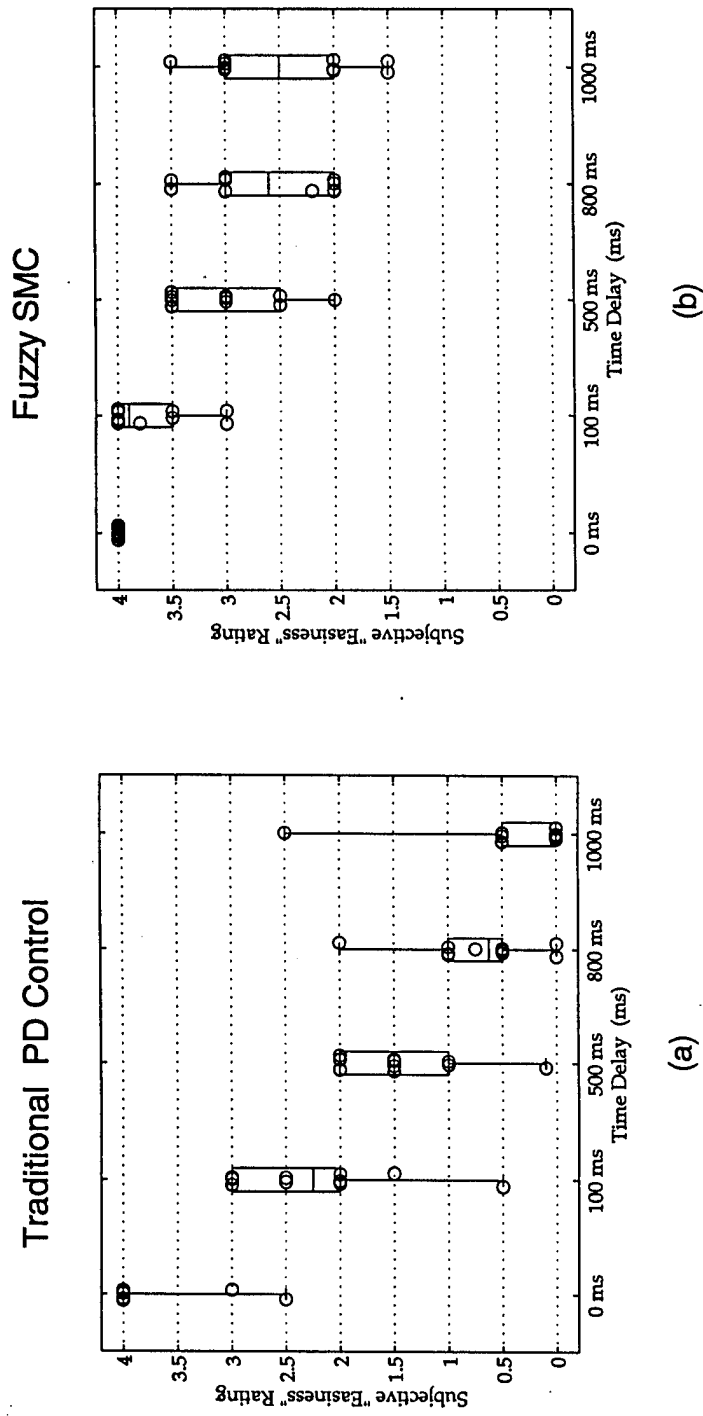 Traditional PD Control
Subjective "Easiness" Rating
4
3.5
3
2.5
2
1.5
1
0.5
0
0 ms
100 ms
500 ms
800 ms
1000 ms
Time Delay (ms)
(a)
Fuzzy SMC
Subjective "Easiness" Rating
4
3.5
3
2.5
2
1.5
1
0.5
0
0 ms
100 ms
500 ms
800 ms
1000 ms
Time Delay (ms)
(b)